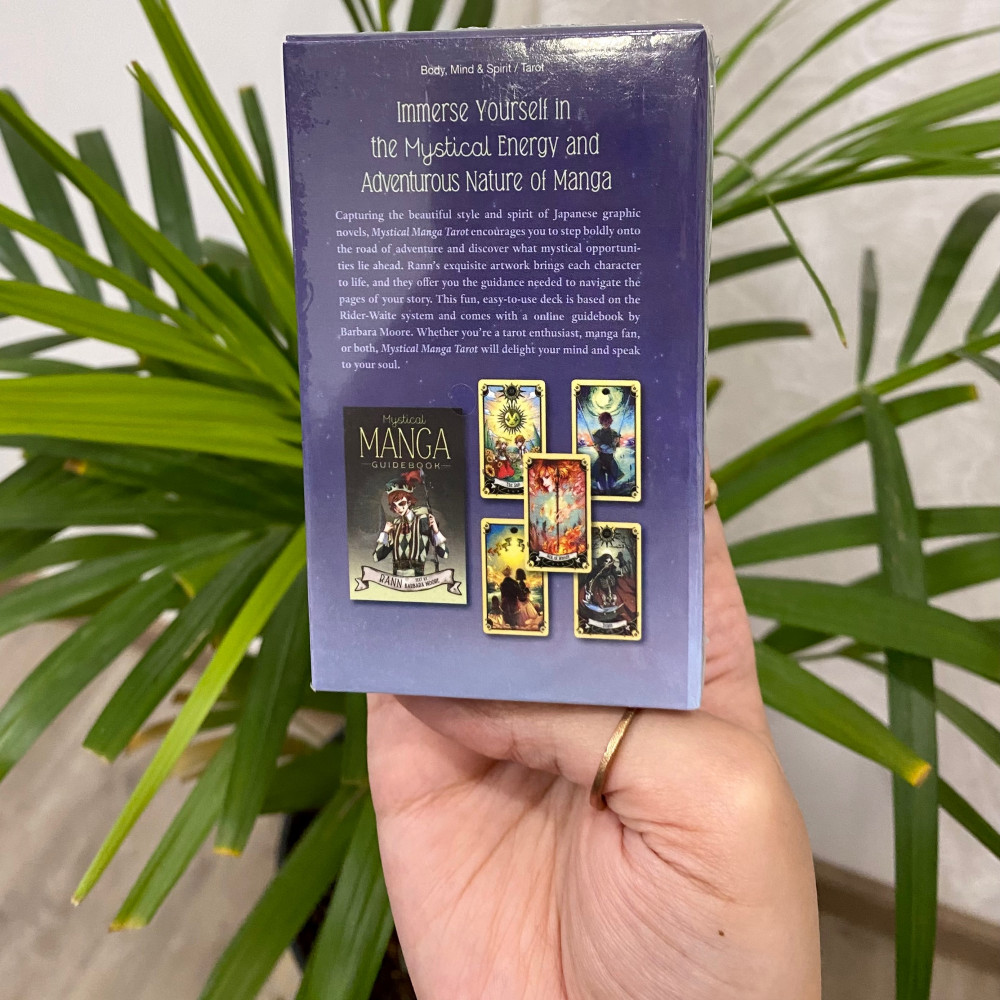 Body, Mind & Spirit / Tarot
Immerse Yourself in
the Mystical Energy and
Adventurous Nature of Manga
Capturing the beautiful style and spirit of Japanese graphic
novels, Mystical Manga Tarot encourages you to step boldly onto
the road of adventure and discover what mystical opportuni-
ties lie ahead. Rann's exquisite artwork brings each character
to life, and they offer you the guidance needed to navigate the
pages of your story. This fun, easy-to-use deck is based on the
Rider-Waite system and comes with a online guidebook by
Barbara Moore. Whether you're a tarot enthusiast, manga fan,
or both, Mystical Manga Tarot will delight your mind and speak
to your soul.
Mystical
MANGA
GUIDEBOOK
RANN TEXT BY BARBARA MOORE
The Sun